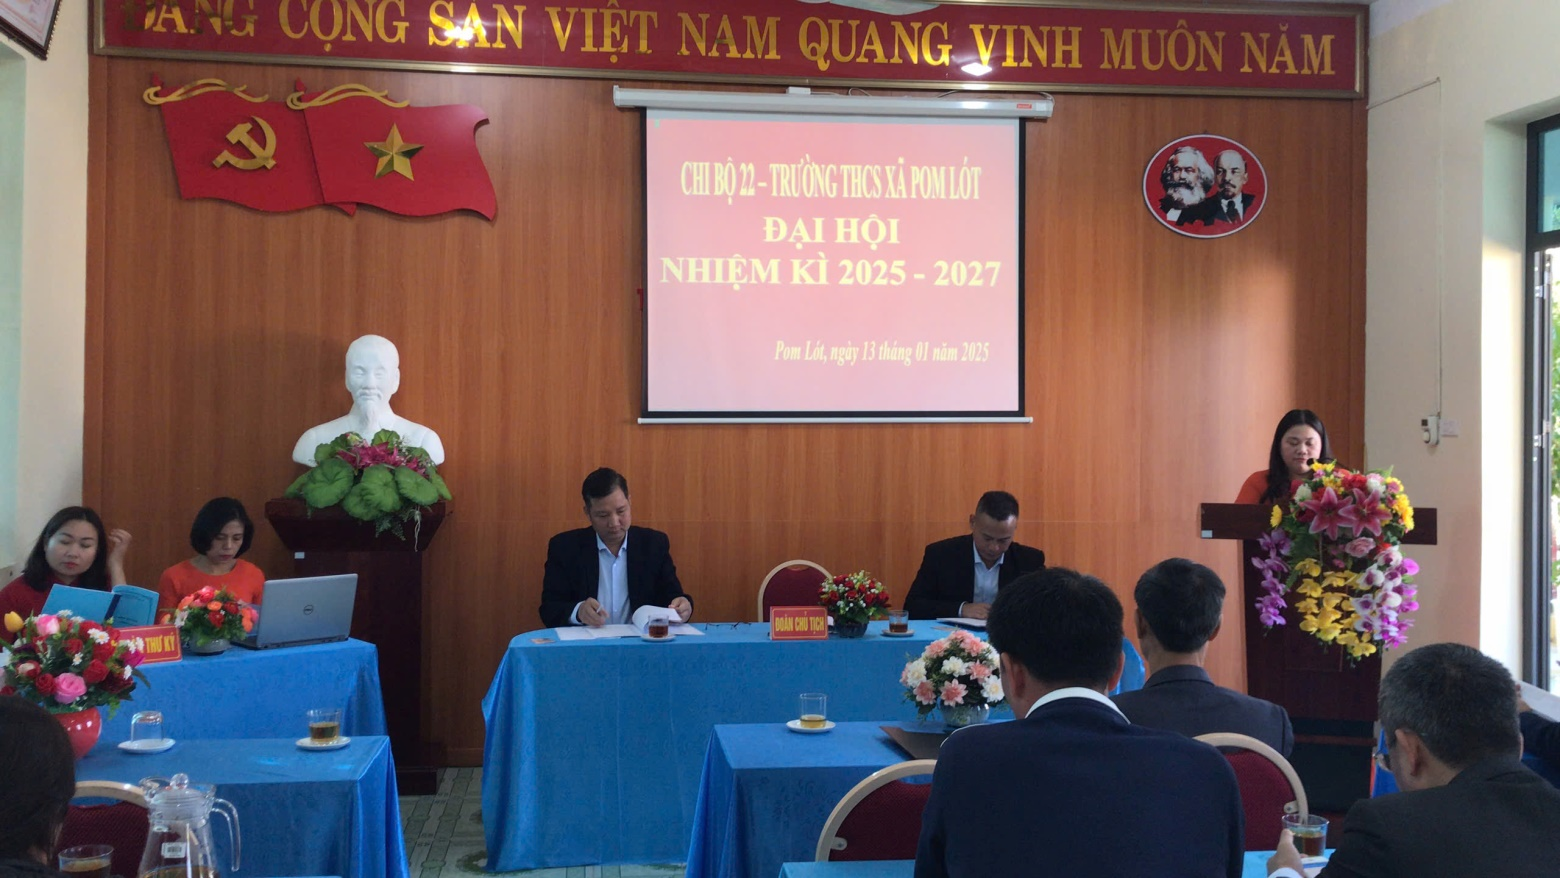 ĐẢNG CỘNG SẢN VIỆT NAM QUANG VINH MUÔN NĂM
CHI BỘ 22 – TRƯỜNG THCS XÃ POM LÓT
ĐẠI HỘI
NHIỆM KÌ 2025 - 2027
Pom Lót, ngày 13 tháng 01 năm 2025
THƯ KÝ
ĐOÀN CHỦ TỊCH
DELL